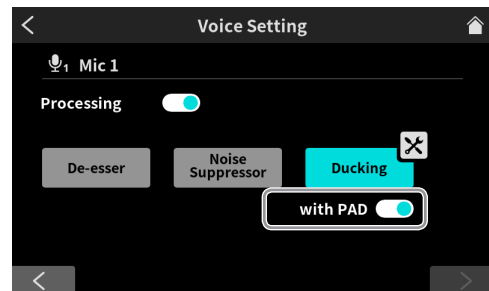 Voice Setting
1 Mic 1
Processing
De-esser
Noise
Suppressor
Ducking
with PAD